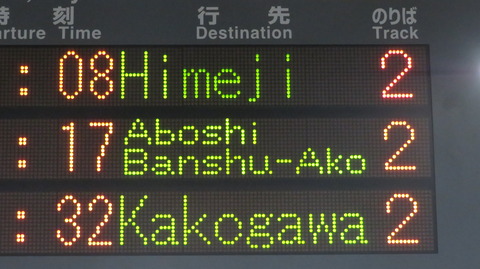 時 刻 行 先 のりば
arture Time Destination Track
:08 Himeji 2
:17 Aboshi 2
Banshu-Ako
:32 Kakogawa 2